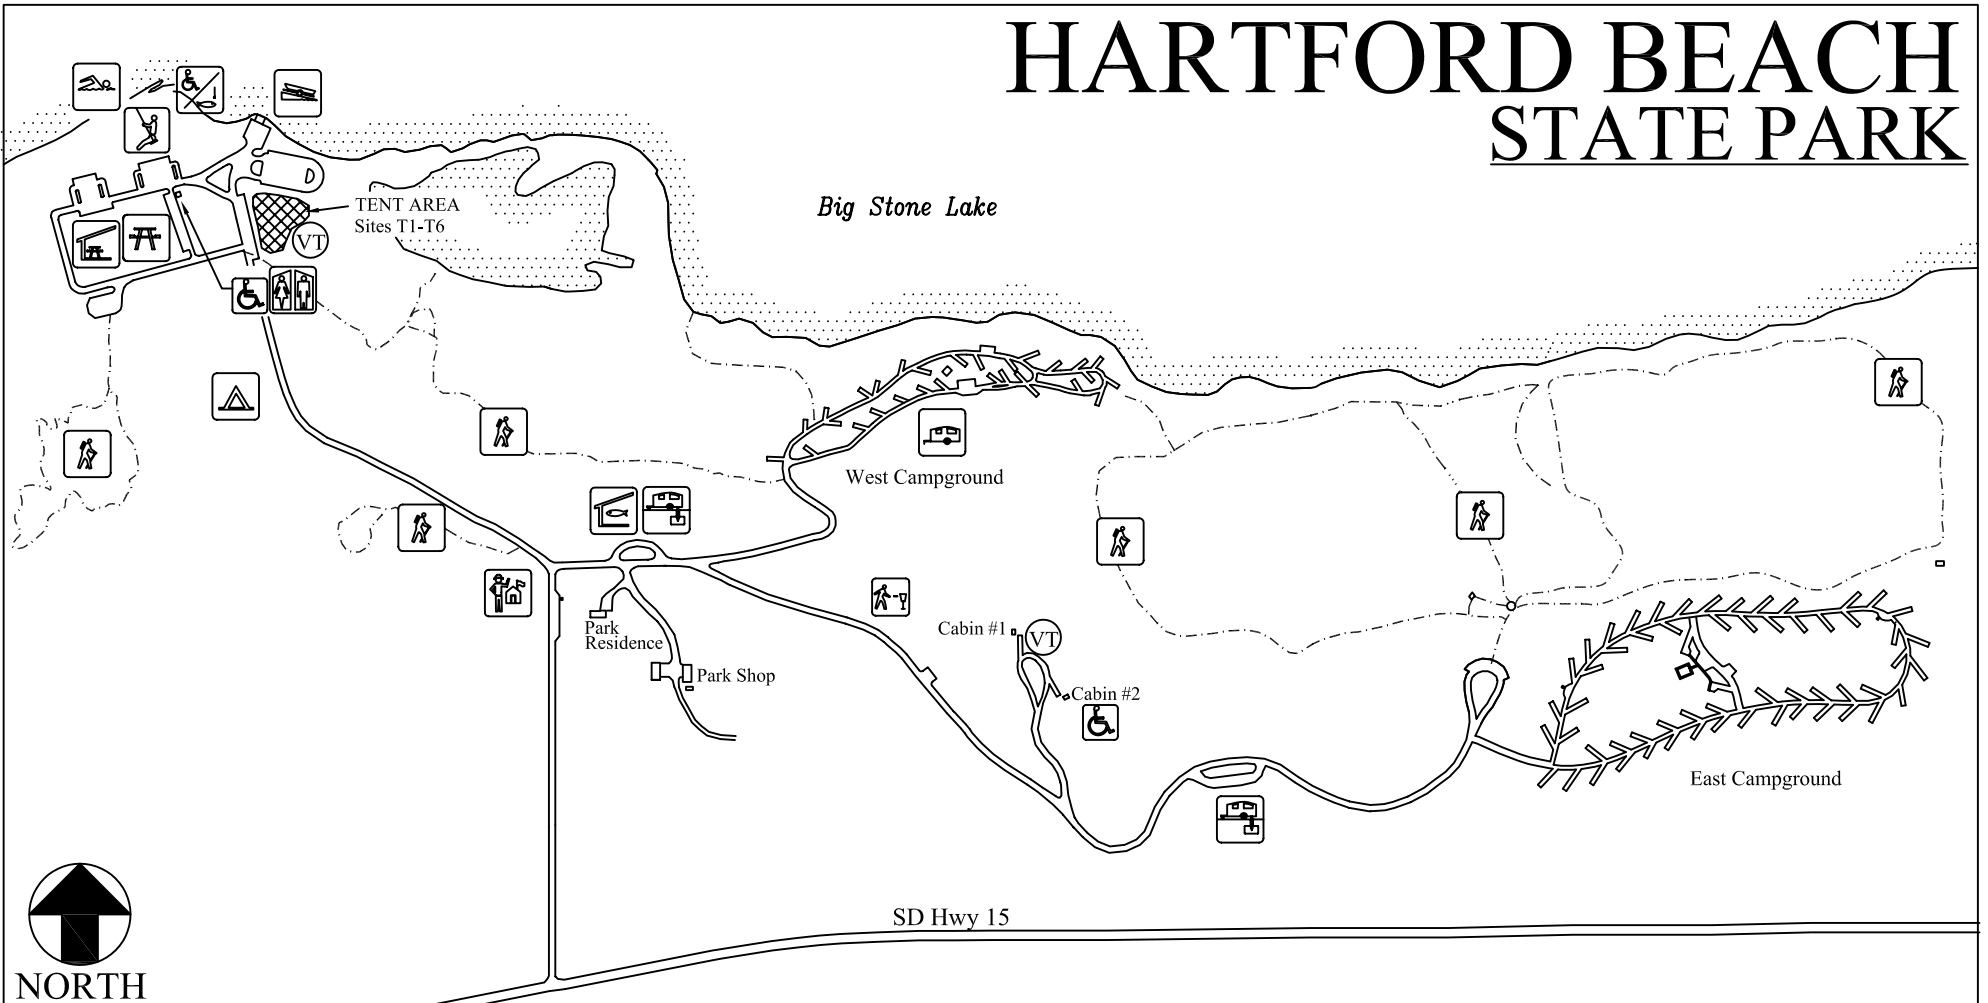 HARTFORD BEACH
STATE PARK
Big Stone Lake
TENT AREA
Sites T1-T6
VT
West Campground
Cabin #1
VT
Park
Residence
Park Shop
Cabin #2
East Campground
SD Hwy 15
NORTH